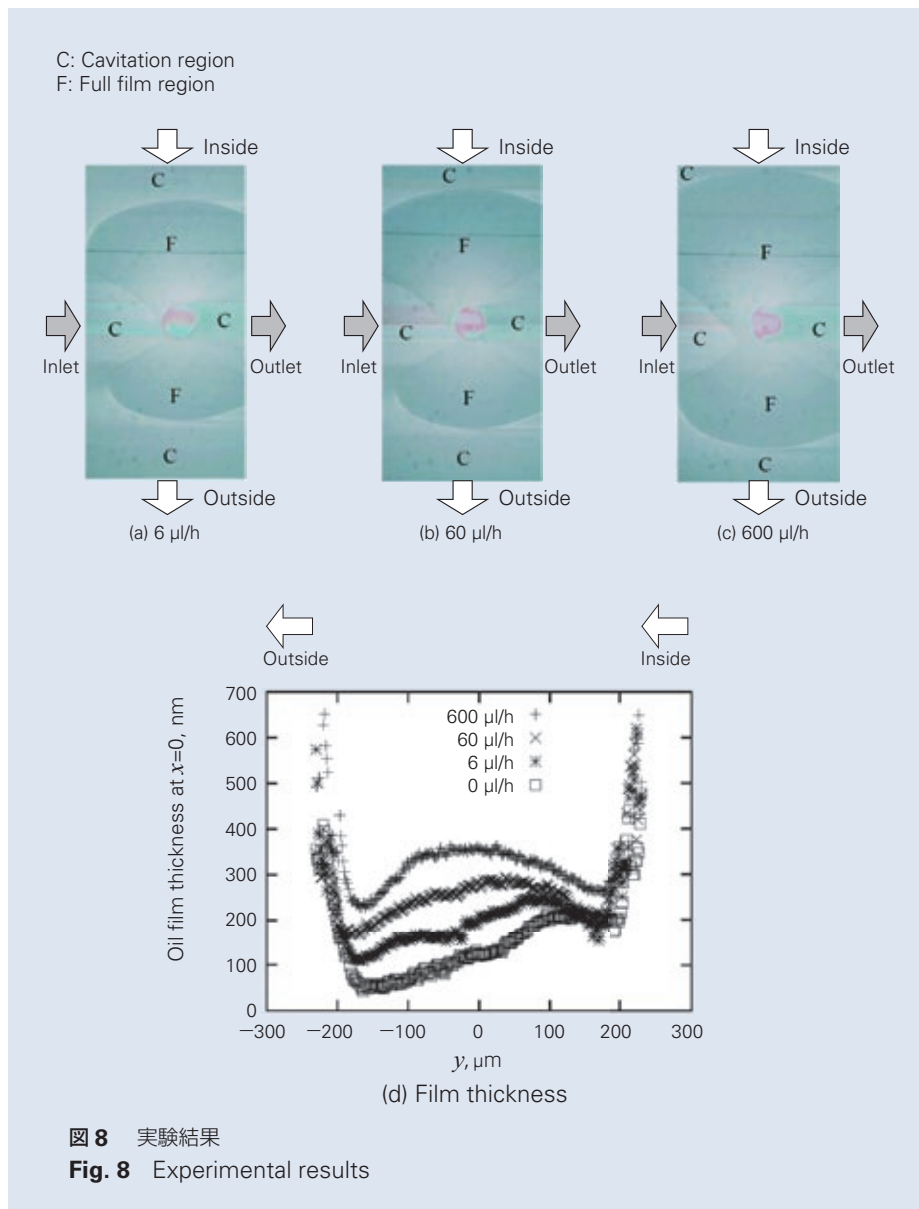 C: Cavitation region
F: Full film region
Inside
C
F
C
C
Inlet
Outlet
F
C
Outside
(a) 6 µl/h
Inside
C
F
C
C
Inlet
Outlet
F
C
Outside
(b) 60 µl/h
Inside
C
F
C
C
Inlet
Outlet
F
C
Outside
(c) 600 µl/h
Outside
Inside
Oil film thickness at x=0, nm
700
600
500
400
300
200
100
0
600 µl/h
60 µl/h
6 µl/h
0 µl/h
−300 −200 −100 0 100 200 300
y, µm
(d) Film thickness
図 8 実験結果
Fig. 8 Experimental results